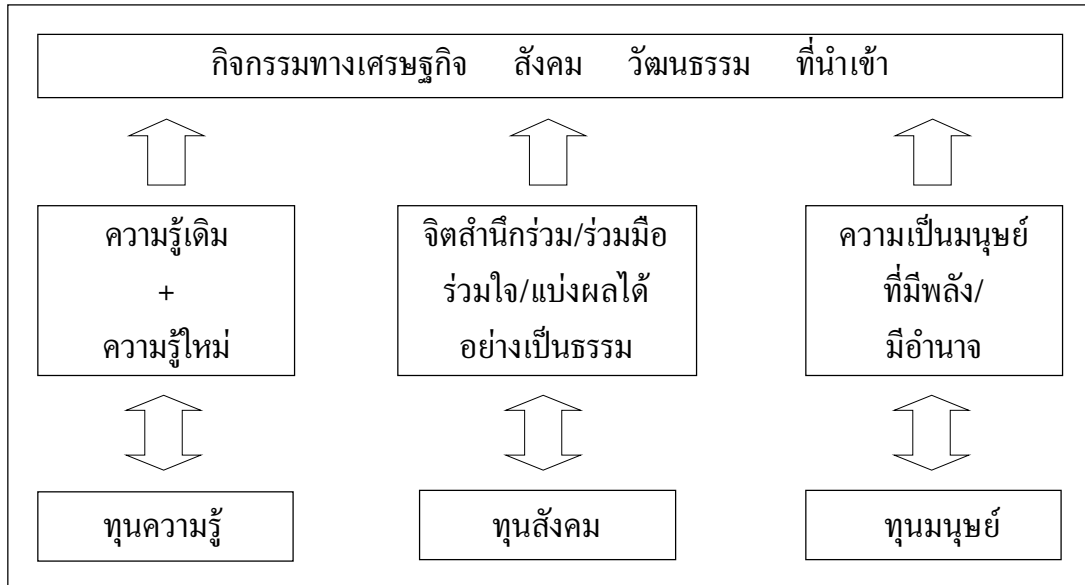 กิจกรรมทางเศรษฐกิจ สังคม วัฒนธรรม ที่นำเข้า
ความรู้เดิม
+
ความรู้ใหม่
จิตสำนึกร่วม/ร่วมมือ
ร่วมใจ/แบ่งผลได้
อย่างเป็นธรรม
ความเป็นมนุษย์
ที่มีพลัง/
มีอำนาจ
ทุนความรู้
ทุนสังคม
ทุนมนุษย์